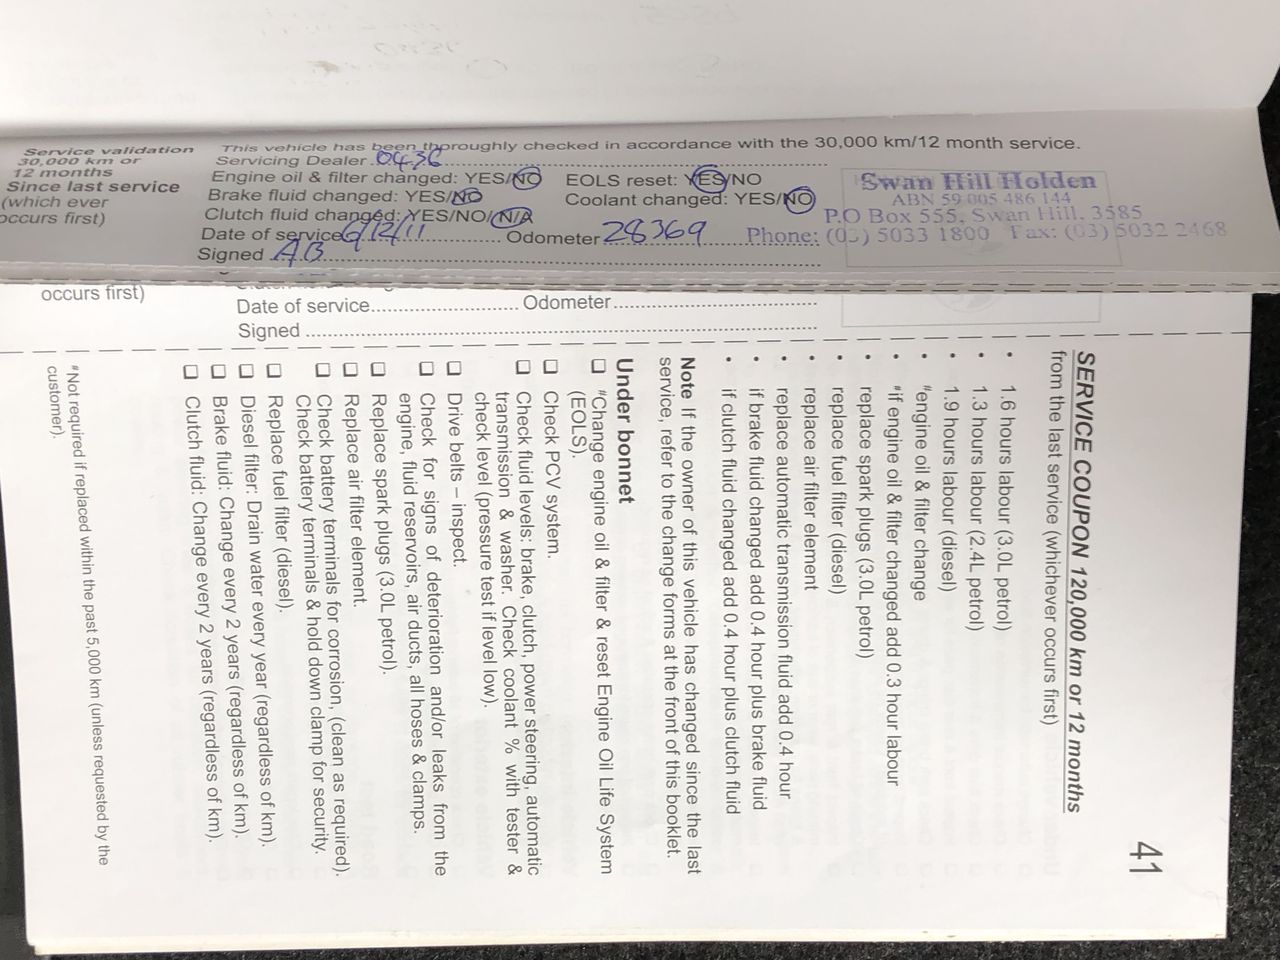 Service validation
30,000 km or
12 months
Since last service
(which ever
occurs first)
This vehicle has been thoroughly checked in accordance with the 30,000 km/12 month service.
Servicing Dealer 0436
Engine oil & filter changed: YES/NO
EOLS reset: YES/NO
Brake fluid changed: YES/NO
Coolant changed: YES/NO
Clutch fluid changed: YES/NO/N/A
Date of service 6/12/11 Odometer 28369
Signed AB
Swan Hill Holden
ABN 59 005 486 144
P.O Box 555, Swan Hill, 3585
Phone: (03) 5033 1800 Fax: (03) 5032 2468
occurs first)
Date of service Odometer
Signed
41
SERVICE COUPON 120,000 km or 12 months
from the last service (whichever occurs first)
• 1.6 hours labour (3.0L petrol)
• 1.3 hours labour (2.4L petrol)
• 1.9 hours labour (diesel)
• #engine oil & filter change
• #if engine oil & filter changed add 0.3 hour labour
• replace spark plugs (3.0L petrol)
• replace fuel filter (diesel)
• replace air filter element
• replace automatic transmission fluid add 0.4 hour
• if brake fluid changed add 0.4 hour plus brake fluid
• if clutch fluid changed add 0.4 hour plus clutch fluid
Note If the owner of this vehicle has changed since the last
service, refer to the change forms at the front of this booklet.
Under bonnet
❑ #Change engine oil & filter & reset Engine Oil Life System
(EOLS).
❑ Check PCV system.
❑ Check fluid levels: brake, clutch, power steering, automatic
transmission & washer. Check coolant % with tester &
check level (pressure test if level low).
❑ Drive belts – inspect.
❑ Check for signs of deterioration and/or leaks from the
engine, fluid reservoirs, air ducts, all hoses & clamps.
❑ Replace spark plugs (3.0L petrol).
❑ Replace air filter element.
❑ Check battery terminals for corrosion, (clean as required).
Check battery terminals & hold down clamp for security.
❑ Replace fuel filter (diesel).
❑ Diesel filter: Drain water every year (regardless of km).
❑ Brake fluid: Change every 2 years (regardless of km).
❑ Clutch fluid: Change every 2 years (regardless of km).
#Not required if replaced within the past 5,000 km (unless requested by the
customer).